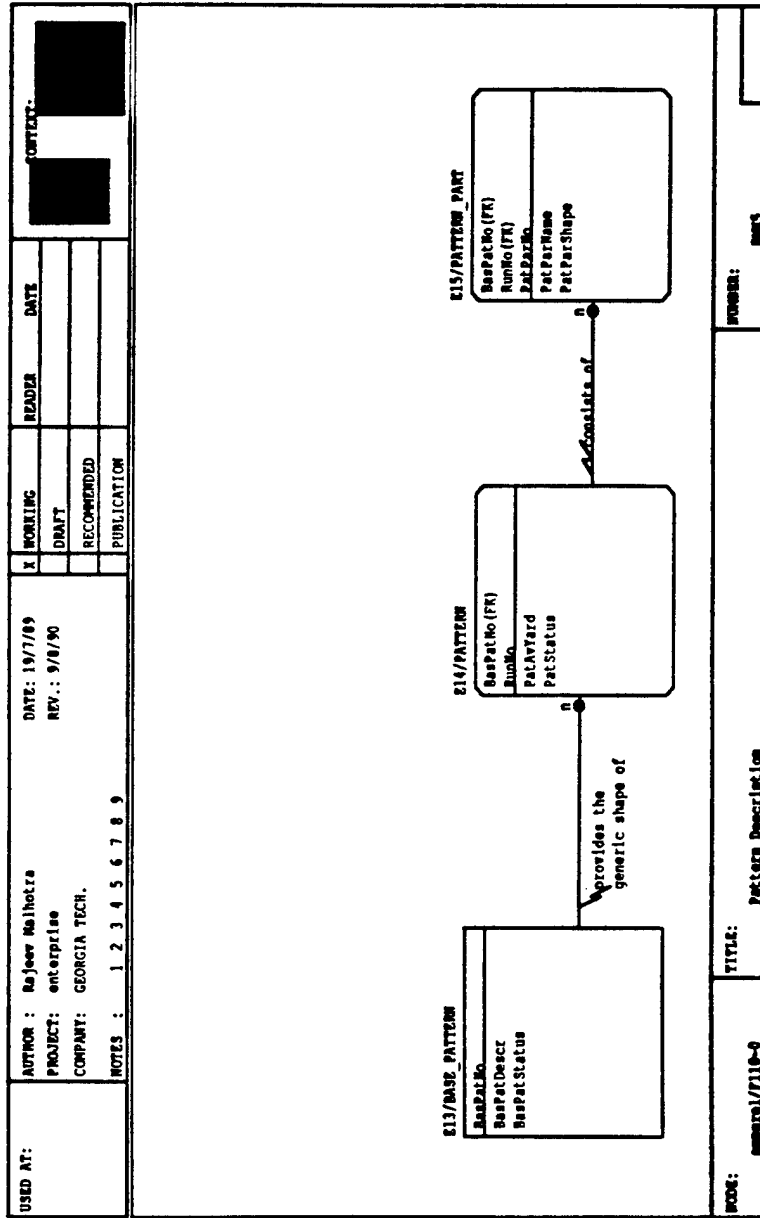 USED AT:
AUTHOR : Rajeev Malhotra
DATE: 19/7/89
PROJECT: enterprise
REV.: 9/8/90
COMPANY: GEORGIA TECH.
NOTES : 1 2 3 4 5 6 7 8 9
X WORKING
DRAFT
RECOMMENDED
PUBLICATION
READER DATE
CONTEXT:
E13/BASE_PATTERN
BasPatNo
BasPatDescr
BasPatStatus
provides the
generic shape of
n
E14/PATTERN
BasPatNo(FK)
RunNo
PatAvYard
PatStatus
consists of
n
E15/PATTERN_PART
BasPatNo(FK)
RunNo(FK)
PatParNo
PatParName
PatParShape
NODE: apparel/F110-0
TITLE: Pattern Description
NUMBER: